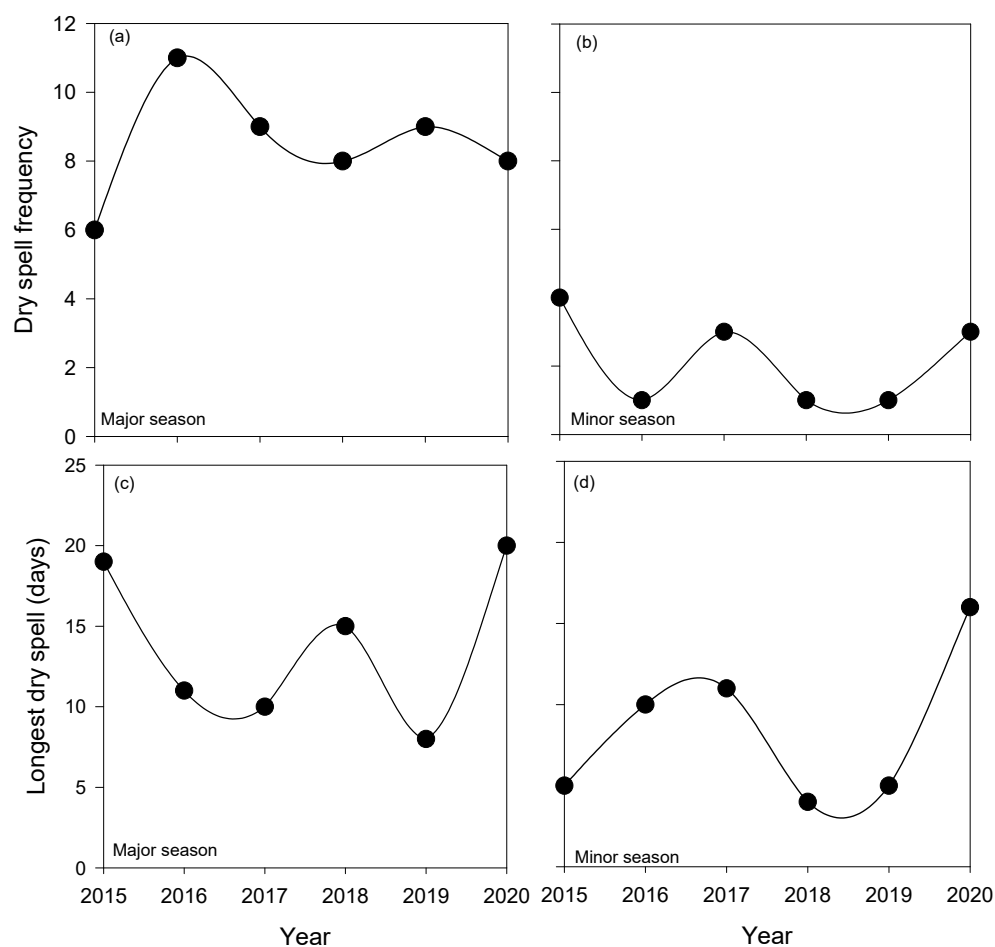 12
(a)
(b)
10
8
6
4
2
0
Dry spell frequency
Major season
Minor season
25
(c)
(d)
20
15
10
5
0
Longest dry spell (days)
Major season
Minor season
2015 2016 2017 2018 2019 2020
2015 2016 2017 2018 2019 2020
Year
Year